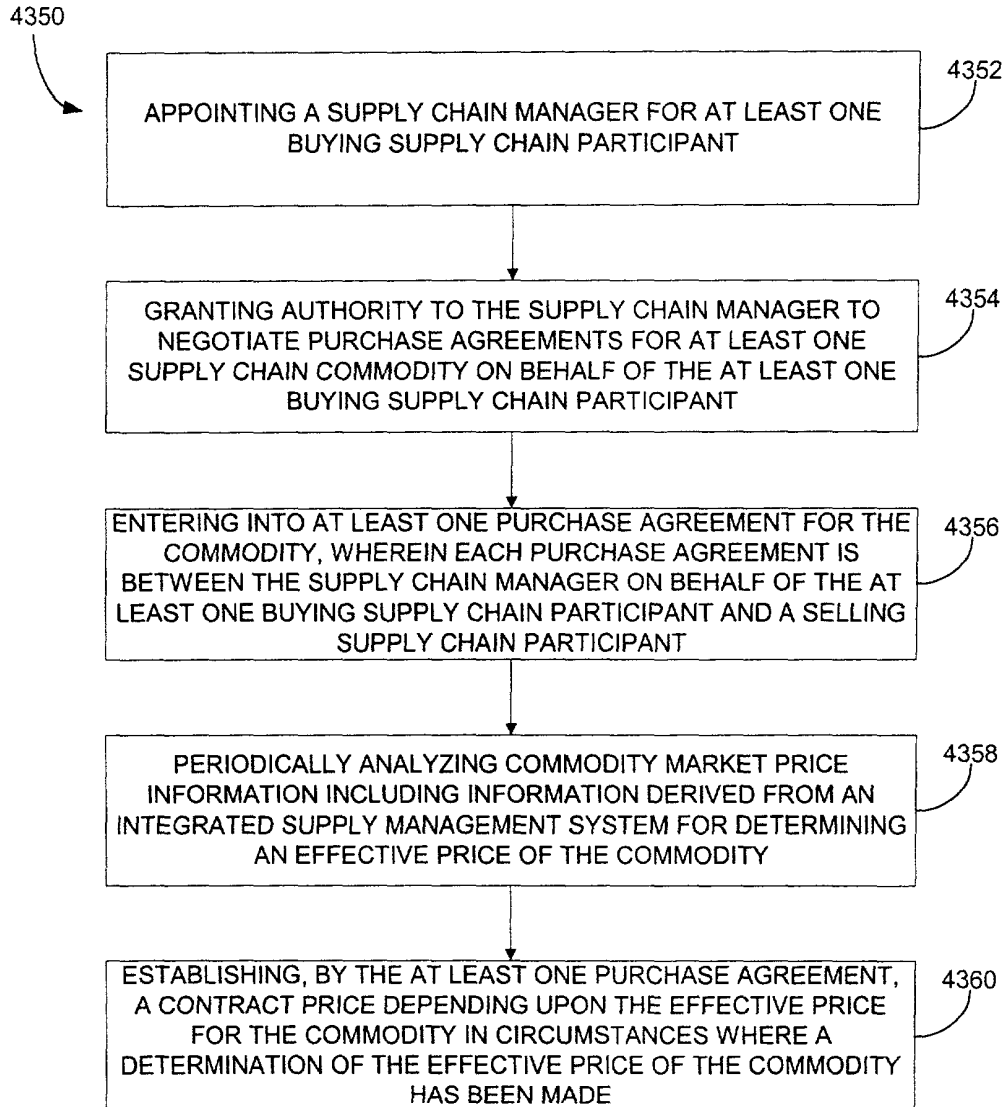 4350
4352
APPOINTING A SUPPLY CHAIN MANAGER FOR AT LEAST ONE
BUYING SUPPLY CHAIN PARTICIPANT
4354
GRANTING AUTHORITY TO THE SUPPLY CHAIN MANAGER TO
NEGOTIATE PURCHASE AGREEMENTS FOR AT LEAST ONE
SUPPLY CHAIN COMMODITY ON BEHALF OF THE AT LEAST ONE
BUYING SUPPLY CHAIN PARTICIPANT
4356
ENTERING INTO AT LEAST ONE PURCHASE AGREEMENT FOR THE
COMMODITY, WHEREIN EACH PURCHASE AGREEMENT IS
BETWEEN THE SUPPLY CHAIN MANAGER ON BEHALF OF THE AT
LEAST ONE BUYING SUPPLY CHAIN PARTICIPANT AND A SELLING
SUPPLY CHAIN PARTICIPANT
4358
PERIODICALLY ANALYZING COMMODITY MARKET PRICE
INFORMATION INCLUDING INFORMATION DERIVED FROM AN
INTEGRATED SUPPLY MANAGEMENT SYSTEM FOR DETERMINING
AN EFFECTIVE PRICE OF THE COMMODITY
4360
ESTABLISHING, BY THE AT LEAST ONE PURCHASE AGREEMENT,
A CONTRACT PRICE DEPENDING UPON THE EFFECTIVE PRICE
FOR THE COMMODITY IN CIRCUMSTANCES WHERE A
DETERMINATION OF THE EFFECTIVE PRICE OF THE COMMODITY
HAS BEEN MADE